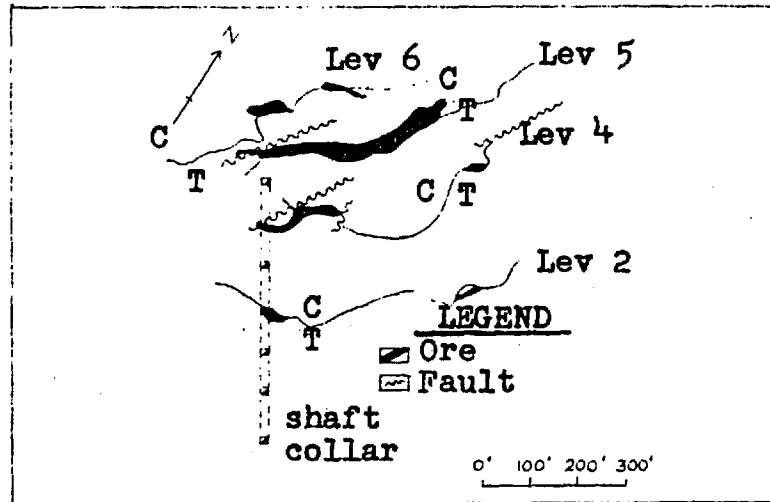 N
Lev 6
Lev 5
C
T
C
T
Lev 4
C
T
Lev 2
C
T
LEGEND
Ore
Fault
shaft
collar
0' 100' 200' 300'